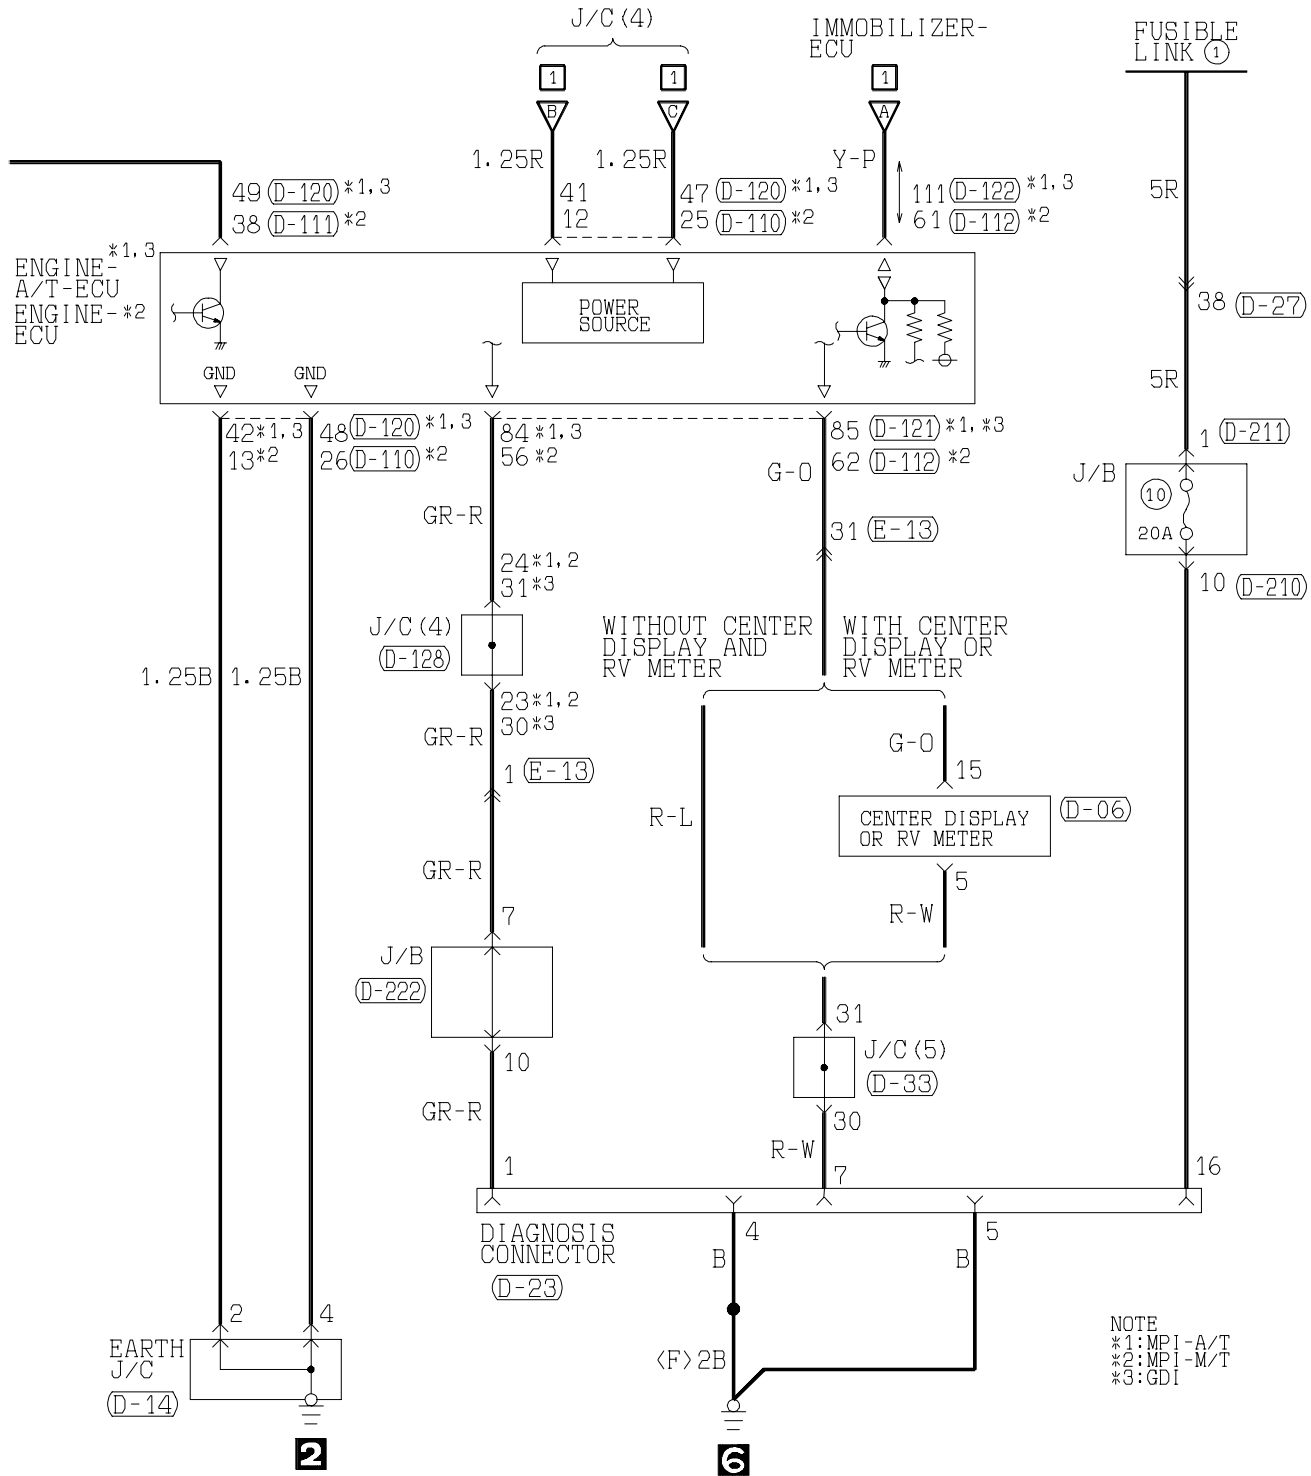 J/C(4)
IMMOBILIZER-
ECU
FUSIBLE
LINK 1
1
1
1
B
C
A
1.25R
1.25R
Y-P
5R
49 D-120 *1,3
38 D-111 *2
41
12
47 D-120 *1,3
25 D-110 *2
111 D-122 *1,3
61 D-112 *2
*1,3
ENGINE-
A/T-ECU
ENGINE-*2
ECU
POWER
SOURCE
38 D-27
GND
GND
5R
42*1,3
13*2
48 D-120 *1,3
26 D-110 *2
84*1,3
56*2
85 D-121 *1,*3
62 D-112 *2
1 D-211
G-O
J/B
10
20A
GR-R
31 E-13
24*1,2
31*3
10 D-210
J/C(4)
D-128
WITHOUT CENTER
DISPLAY AND
RV METER
WITH CENTER
DISPLAY OR
RV METER
1.25B
1.25B
23*1,2
30*3
GR-R
G-O
1 E-13
15
R-L
CENTER DISPLAY
OR RV METER
D-06
GR-R
5
7
R-W
J/B
D-222
31
10
J/C(5)
D-33
GR-R
30
R-W
1
7
16
DIAGNOSIS
CONNECTOR
D-23
4
5
B
B
2
4
EARTH
J/C
D-14
<F>2B
NOTE
*1:MPI-A/T
*2:MPI-M/T
*3:GDI
2
6